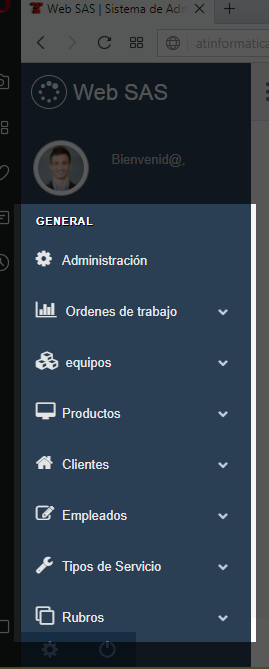 Web SAS | Sistema de Adm
atinformatica
Web SAS
Bienvenid@,
GENERAL
Administración
Ordenes de trabajo
equipos
Productos
Clientes
Empleados
Tipos de Servicio
Rubros